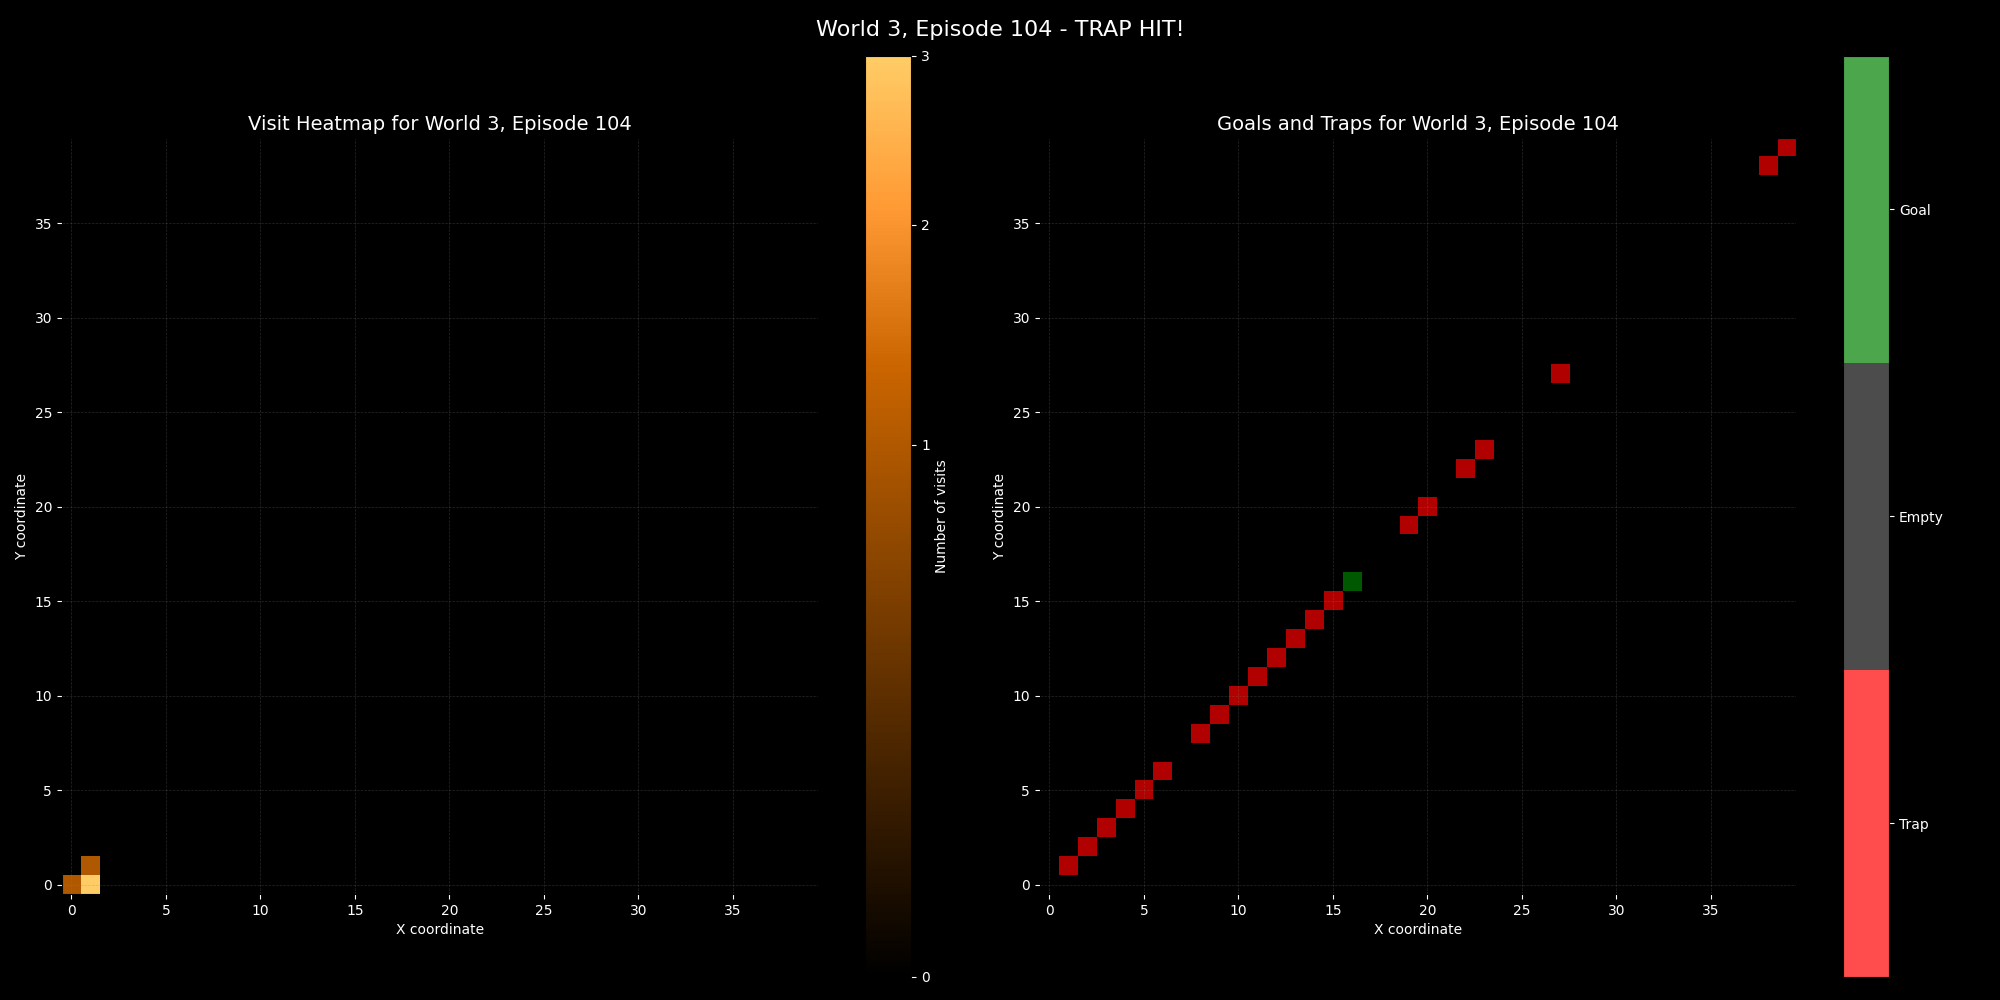 World 3, Episode 104 - TRAP HIT!
Visit Heatmap for World 3, Episode 104
Y coordinate
35
30
25
20
15
10
5
0
0 5 10 15 20 25 30 35
X coordinate
3
2
1
0
Number of visits
Goals and Traps for World 3, Episode 104
Y coordinate
35
30
25
20
15
10
5
0
0 5 10 15 20 25 30 35
X coordinate
Goal
Empty
Trap